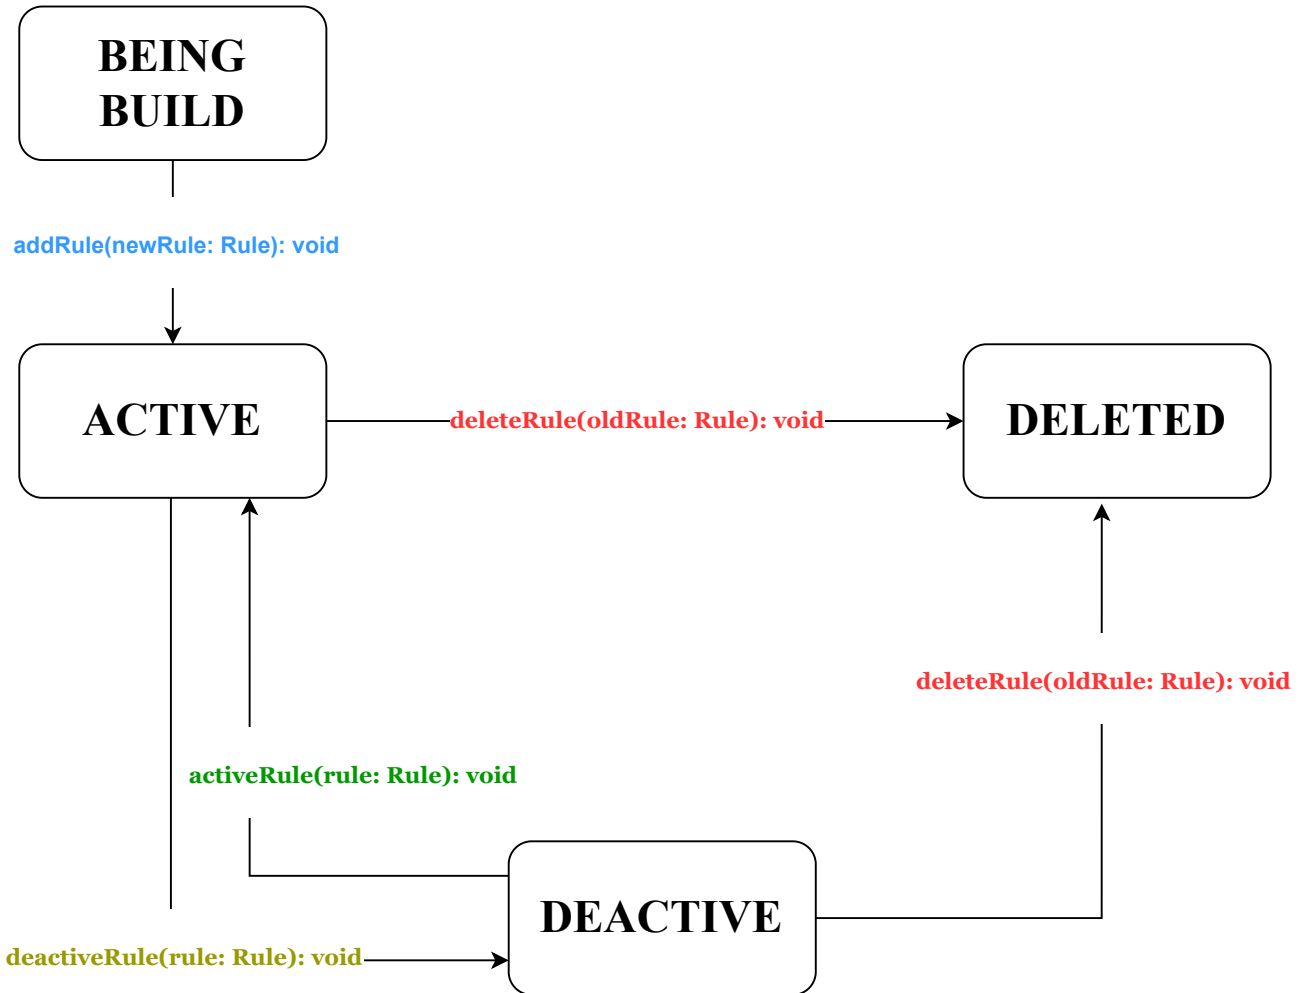 BEING
BUILD
addRule(newRule: Rule): void
ACTIVE
deleteRule(oldRule: Rule): void
DELETED
deleteRule(oldRule: Rule): void
activeRule(rule: Rule): void
DEACTIVE
deactiveRule(rule: Rule): void